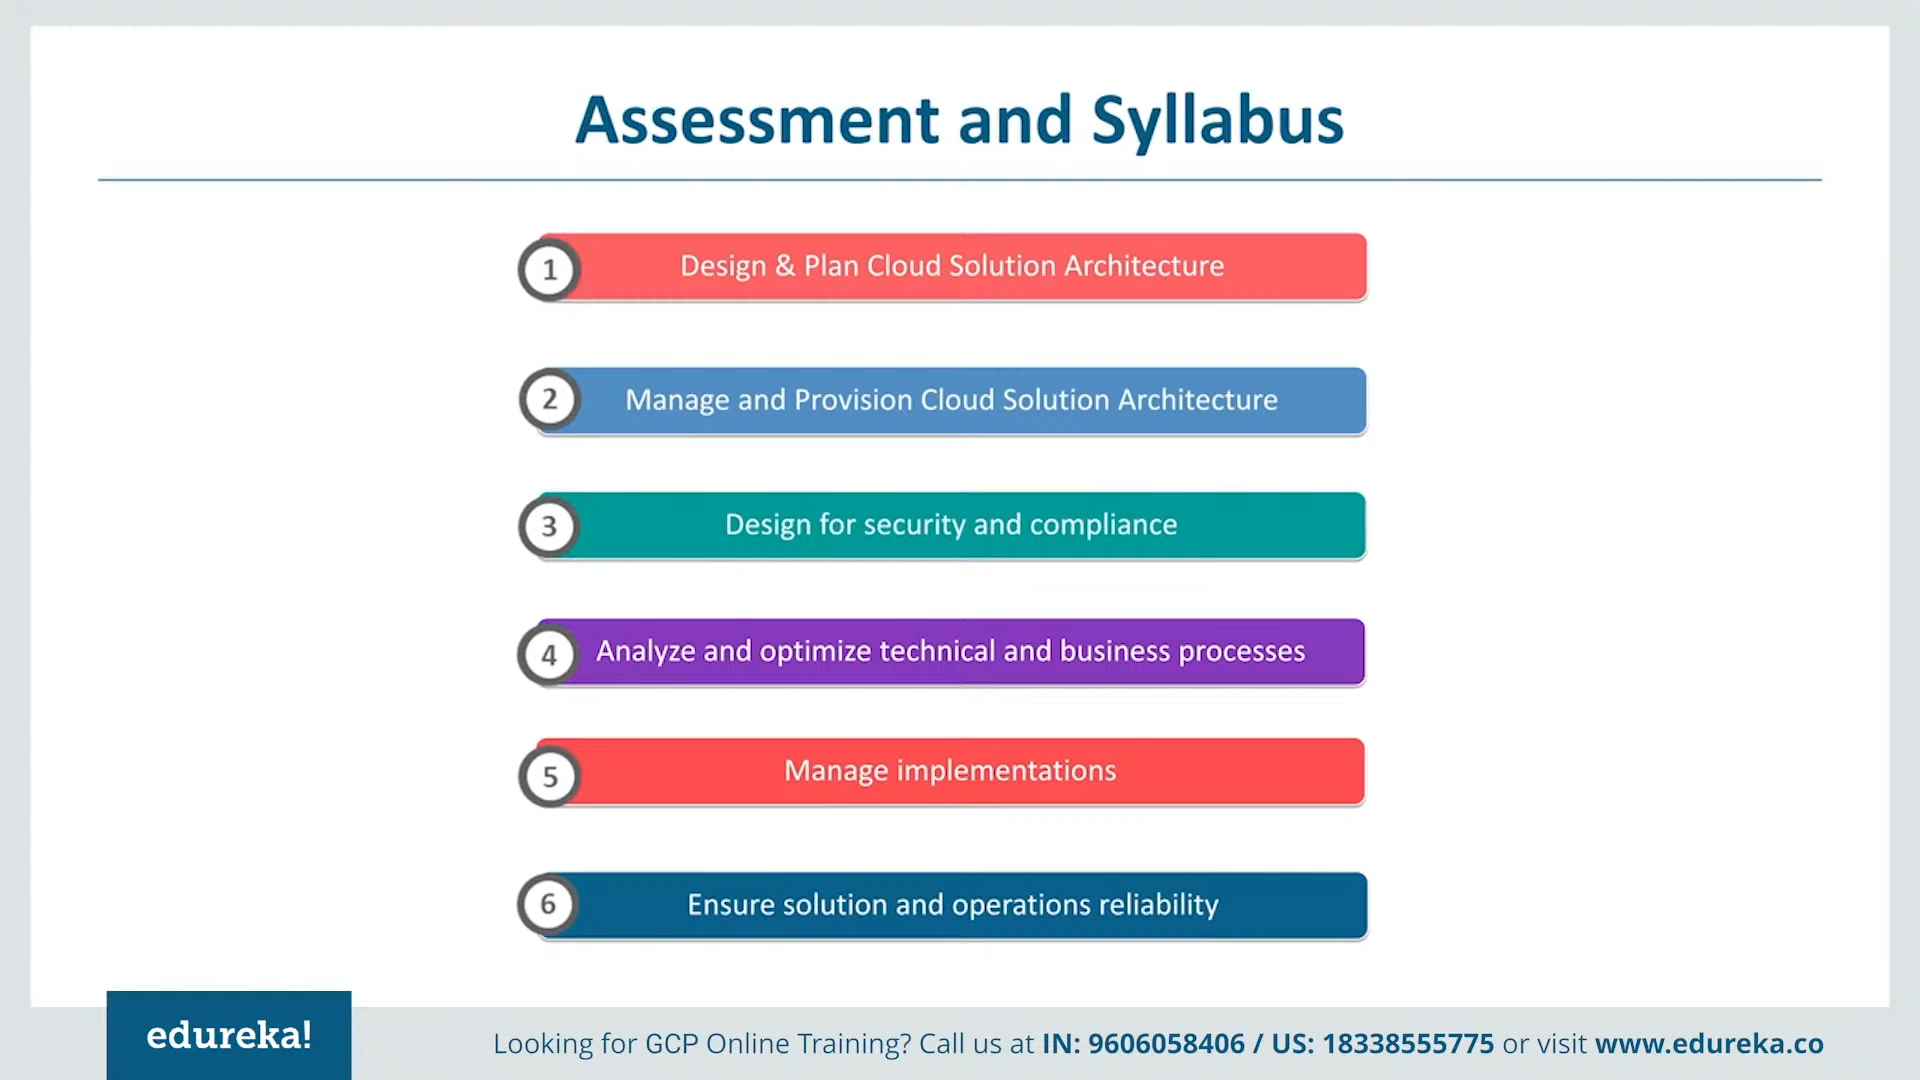 Assessment and Syllabus
1 Design & Plan Cloud Solution Architecture
2 Manage and Provision Cloud Solution Architecture
3 Design for security and compliance
4 Analyze and optimize technical and business processes
5 Manage implementations
6 Ensure solution and operations reliability
edureka!
Looking for GCP Online Training? Call us at IN: 9606058406 / US: 18338555775 or visit www.edureka.co